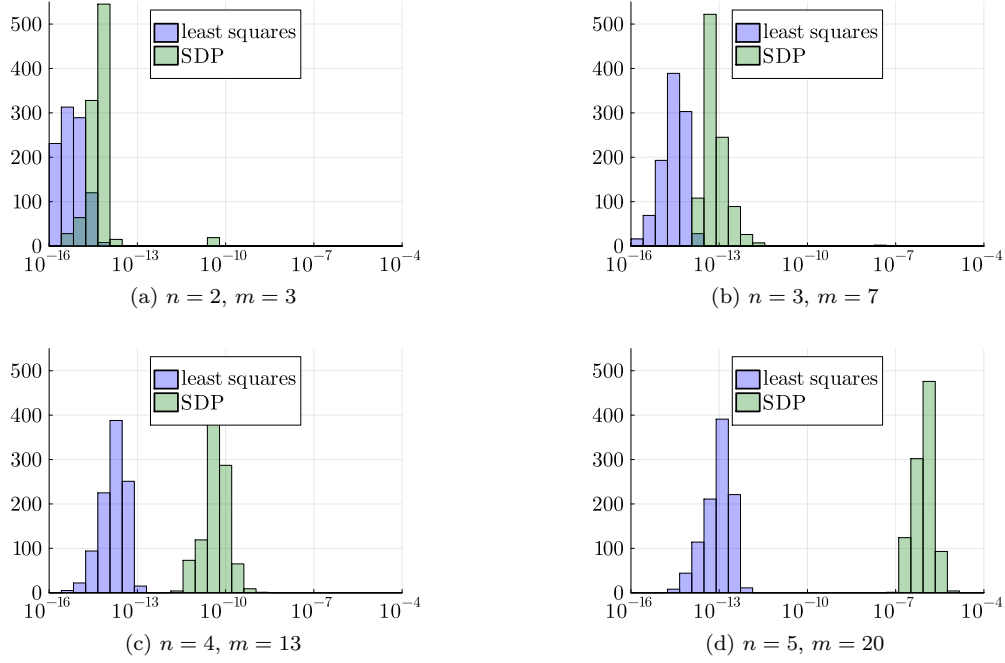 500
400
300
200
100
0
least squares
SDP
10⁻¹⁶ 10⁻¹³ 10⁻¹⁰ 10⁻⁷ 10⁻⁴
(a) n = 2, m = 3
500
400
300
200
100
0
least squares
SDP
10⁻¹⁶ 10⁻¹³ 10⁻¹⁰ 10⁻⁷ 10⁻⁴
(b) n = 3, m = 7
500
400
300
200
100
0
least squares
SDP
10⁻¹⁶ 10⁻¹³ 10⁻¹⁰ 10⁻⁷ 10⁻⁴
(c) n = 4, m = 13
500
400
300
200
100
0
least squares
SDP
10⁻¹⁶ 10⁻¹³ 10⁻¹⁰ 10⁻⁷ 10⁻⁴
(d) n = 5, m = 20